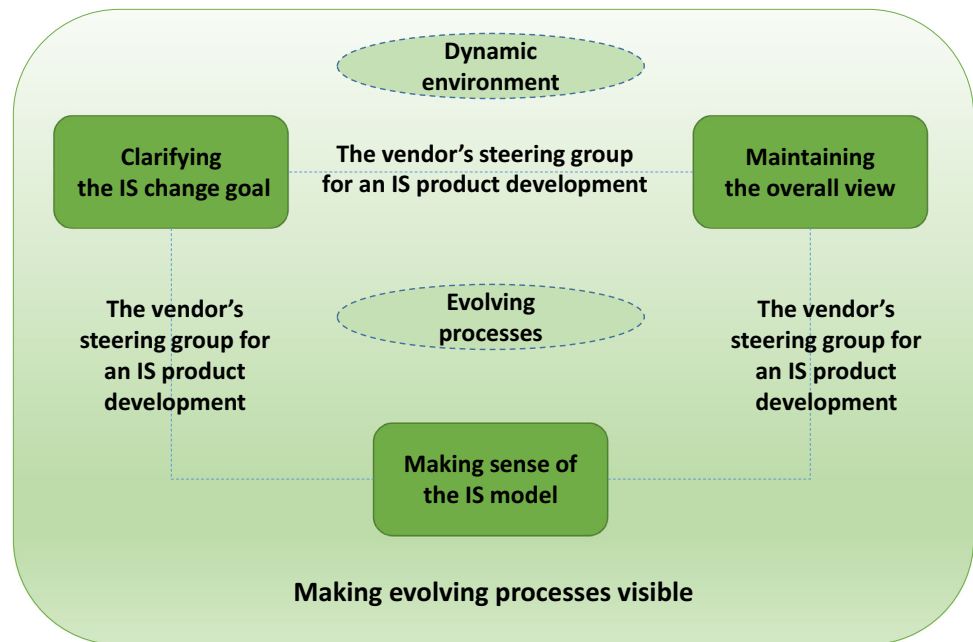 Dynamic
environment
Clarifying
the IS change goal
The vendor’s steering group
for an IS product development
Maintaining
the overall view
The vendor’s
steering group for
an IS product
development
Evolving
processes
The vendor’s
steering group for
an IS product
development
Making sense of
the IS model
Making evolving processes visible